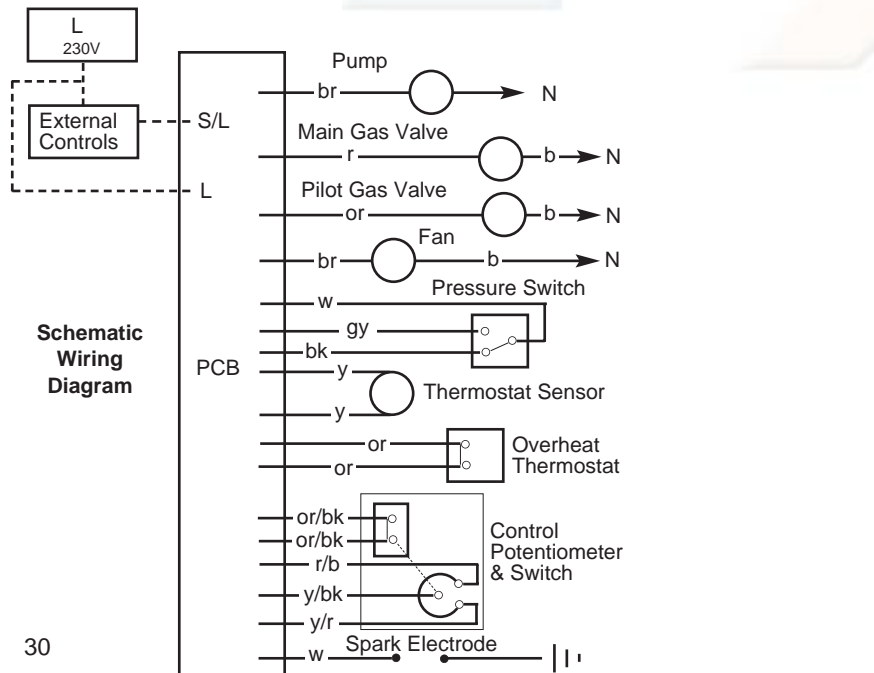 L
230V
External
Controls
S/L
L
Schematic
Wiring
Diagram
PCB
Pump
br
N
Main Gas Valve
r
b
N
Pilot Gas Valve
or
b
N
Fan
br
b
N
Pressure Switch
w
gy
bk
y
Thermostat Sensor
y
or
Overheat
Thermostat
or
or/bk
or/bk
Control
Potentiometer
& Switch
r/b
y/bk
y/r
Spark Electrode
w
30